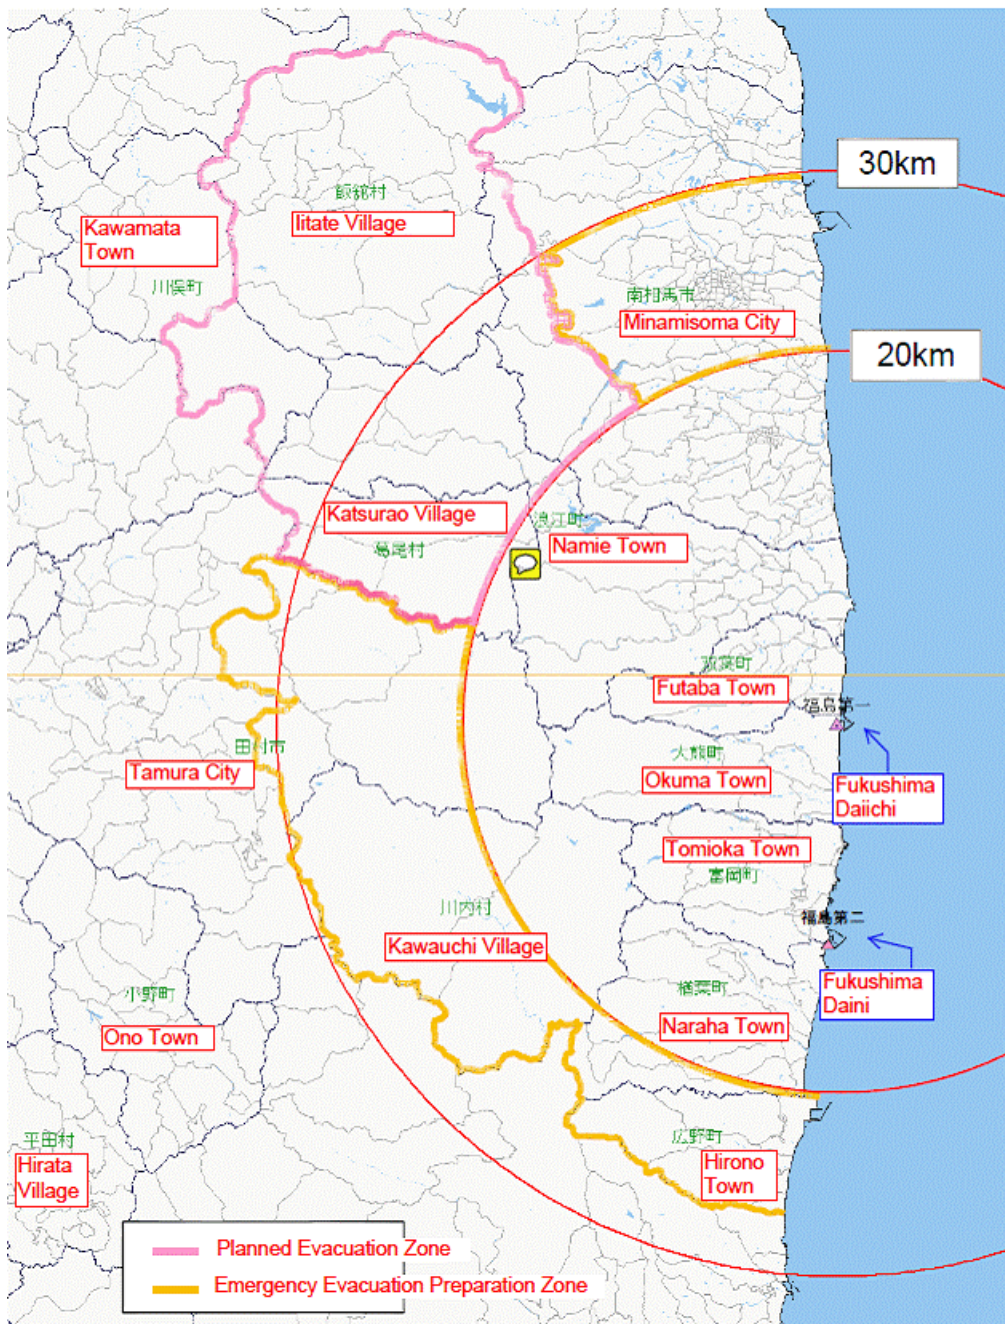 30km
飯舘村
Iitate Village
Kawamata
Town
川俣町
南相馬市
Minamisoma City
20km
Katsurao Village
浪江町
葛尾村
Namie Town
双葉町
Futaba Town
福島第一
田村市
大熊町
Tamura City
Okuma Town
Fukushima
Daiichi
Tomioka Town
富岡町
川内村
福島第二
Kawauchi Village
楢葉町
Fukushima
Daini
小野町
Naraha Town
Ono Town
平田村
広野町
Hirata
Village
Hirono
Town
Planned Evacuation Zone
Emergency Evacuation Preparation Zone